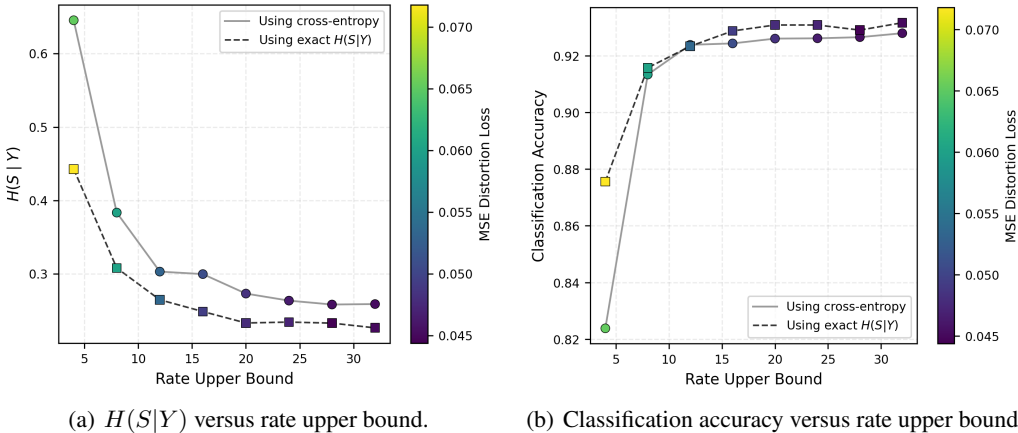 0.6
0.5
0.4
0.3
H(S | Y)
5
10
15
20
25
30
Rate Upper Bound
Using cross-entropy
Using exact H(S|Y)
0.070
0.065
0.060
0.055
0.050
0.045
MSE Distortion Loss
(a) H(S|Y) versus rate upper bound.
0.92
0.90
0.88
0.86
0.84
0.82
Classification Accuracy
5
10
15
20
25
30
Rate Upper Bound
Using cross-entropy
Using exact H(S|Y)
0.070
0.065
0.060
0.055
0.050
0.045
MSE Distortion Loss
(b) Classification accuracy versus rate upper bound